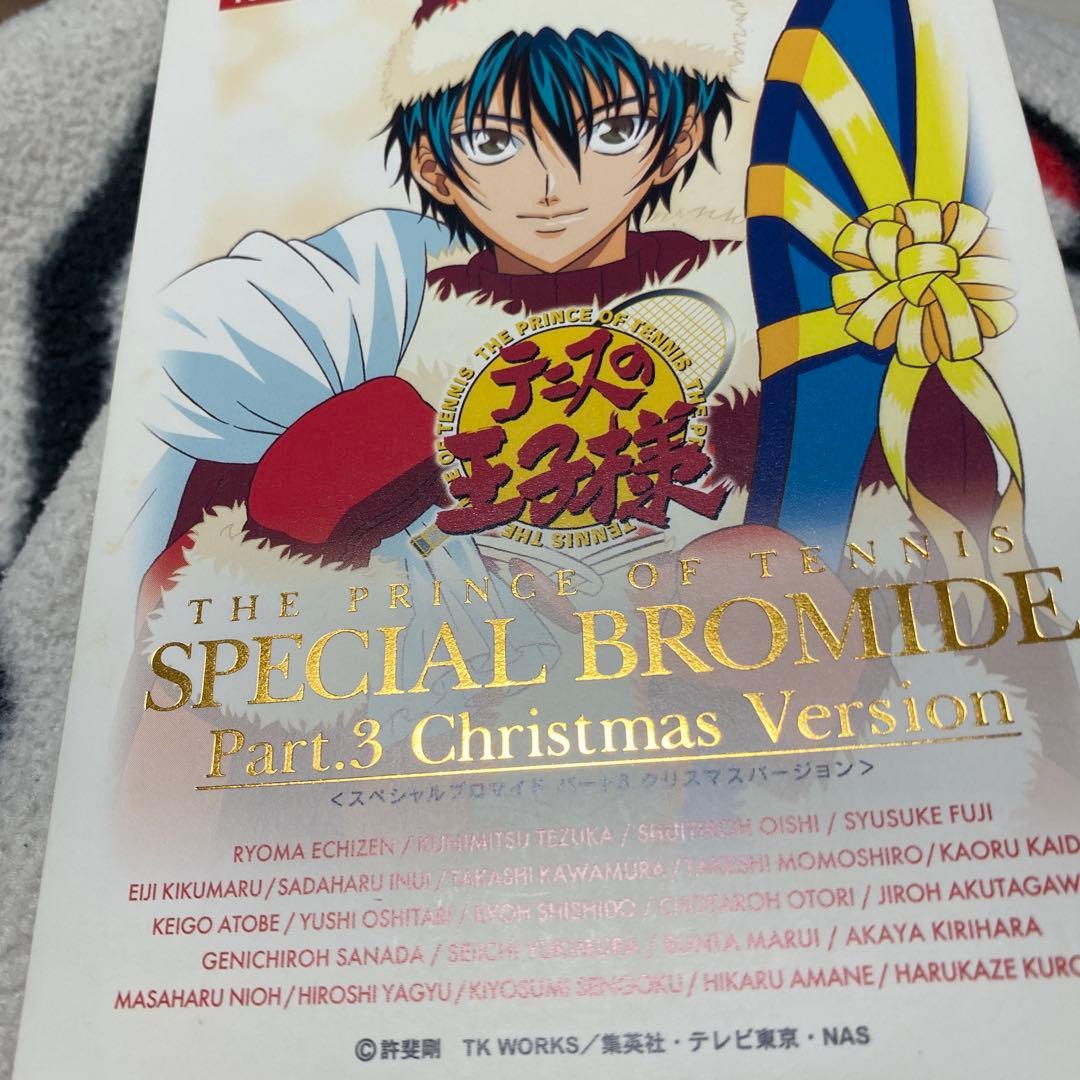 THE PRINCE OF TENNIS THE PR
E OF TENNIS
TENNIS THE
テニスの
王子様
THE PRINCE OF TENNIS
SPECIAL BROMIDE
Part.3 Christmas Version
<スペシャルブロマイド パート3 クリスマスバージョン>
RYOMA ECHIZEN / KUNIMITSU TEZUKA / SHUITIROH OISHI / SYUSUKE FUJI
EIJI KIKUMARU / SADAHARU INUI / TAKASHI KAWAMURA / TAKESHI MOMOSHIRO / KAORU KAID
KEIGO ATOBE / YUSHI OSHITARI / RYOH SHISHIDO / CHOTAROH OTORI / JIROH AKUTAGAW
GENICHIROH SANADA / SEIICHI YUKIMURA / BUNTA MARUI / AKAYA KIRIHARA
MASAHARU NIOH / HIROSHI YAGYU / KIYOSUMI SENGOKU / HIKARU AMANE / HARUKAZE KURO
©許斐剛 TK WORKS／集英社・テレビ東京・NAS